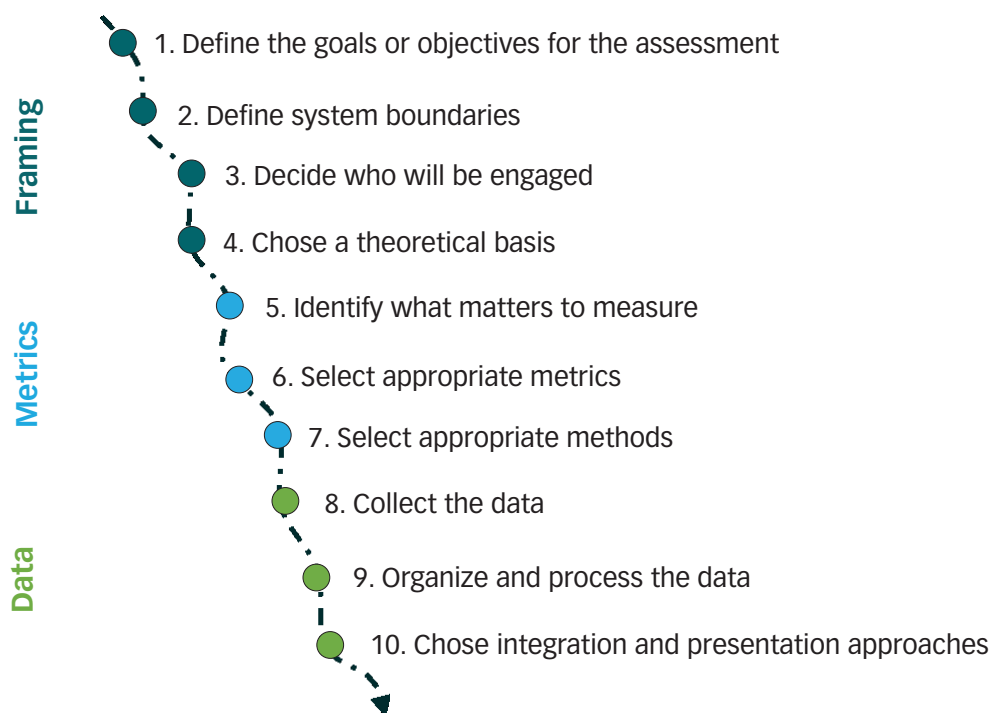 Framing
1. Define the goals or objectives for the assessment
2. Define system boundaries
3. Decide who will be engaged
4. Chose a theoretical basis
Metrics
5. Identify what matters to measure
6. Select appropriate metrics
7. Select appropriate methods
Data
8. Collect the data
9. Organize and process the data
10. Chose integration and presentation approaches